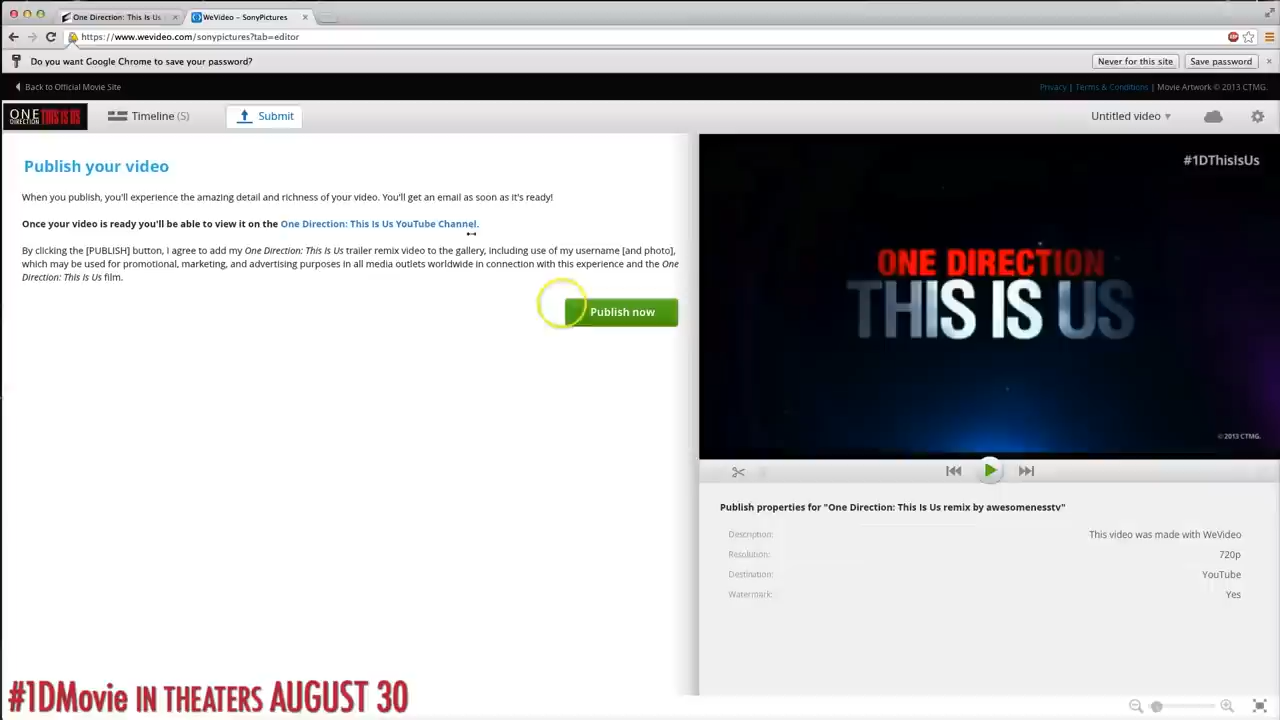 One Direction: This Is Us
WeVideo – SonyPictures
https://www.wevideo.com/sonypictures?tab=editor
Do you want Google Chrome to save your password?
Never for this site
Save password
Back to Official Movie Site
Privacy | Terms & Conditions | Movie Artwork © 2013 CTMG.
ONE DIRECTION THIS IS US
Timeline (S)
Submit
Untitled video
Publish your video
When you publish, you'll experience the amazing detail and richness of your video. You'll get an email as soon as it's ready!
Once your video is ready you'll be able to view it on the One Direction: This Is Us YouTube Channel.
By clicking the [PUBLISH] button, I agree to add my One Direction: This Is Us trailer remix video to the gallery, including use of my username [and photo],
which may be used for promotional, marketing, and advertising purposes in all media outlets worldwide in connection with this experience and the One
Direction: This Is Us film.
Publish now
#1DThisIsUs
ONE DIRECTION
THIS IS US
© 2013 CTMG.
Publish properties for "One Direction: This Is Us remix by awesomenesstv"
Description: This video was made with WeVideo
Resolution: 720p
Destination: YouTube
Watermark: Yes
#1DMovie IN THEATERS AUGUST 30